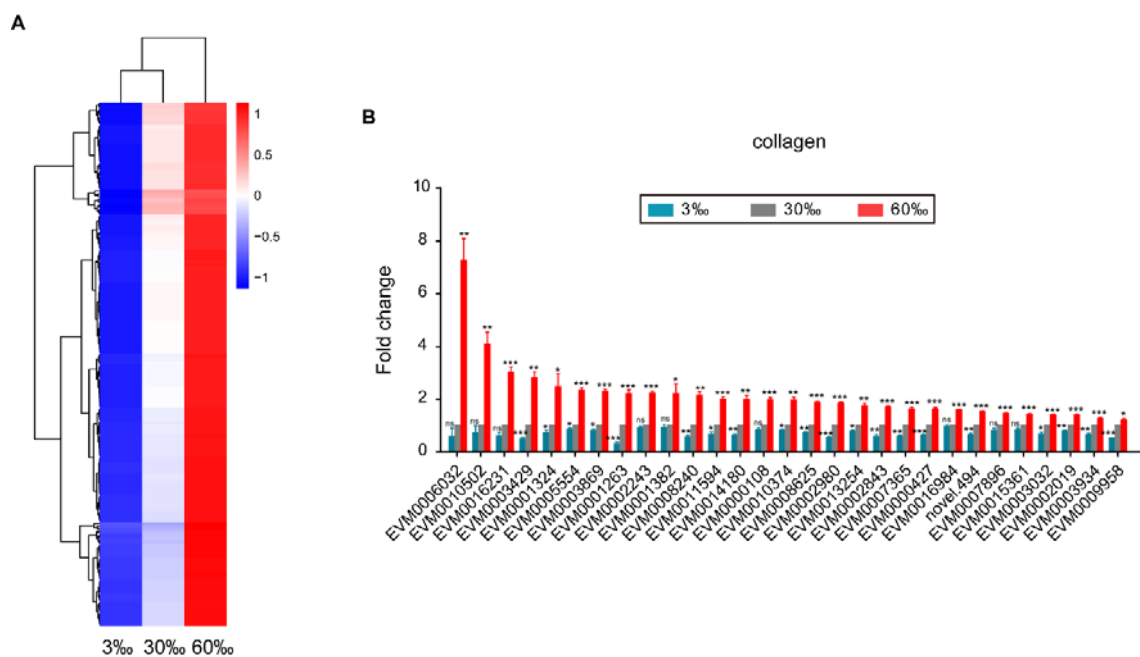 A
1
0.5
0
−0.5
−1
3‰ 30‰ 60‰
B
collagen
3‰ 30‰ 60‰
Fold change
10
8
6
4
2
0
EVM0006032
EVM0010502
EVM0016231
EVM0003429
EVM0001324
EVM0005554
EVM0003869
EVM0001263
EVM0002243
EVM0001382
EVM0008240
EVM0011594
EVM0014180
EVM0000108
EVM0010374
EVM0008625
EVM0002980
EVM0013254
EVM0002843
EVM0007365
EVM0000427
EVM0016984
novel.494
EVM0007896
EVM0015361
EVM0003032
EVM0002019
EVM0003934
EVM0009958